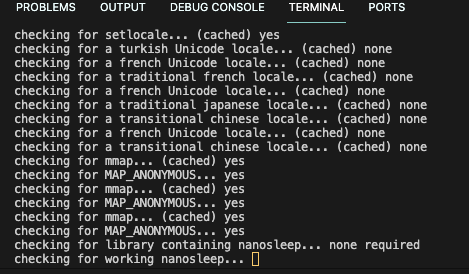 PROBLEMS OUTPUT DEBUG CONSOLE TERMINAL PORTS
checking for setlocale... (cached) yes
checking for a turkish Unicode locale... (cached) none
checking for a french Unicode locale... (cached) none
checking for a traditional french locale... (cached) none
checking for a french Unicode locale... (cached) none
checking for a traditional japanese locale... (cached) none
checking for a transitional chinese locale... (cached) none
checking for a french Unicode locale... (cached) none
checking for a transitional chinese locale... (cached) none
checking for mmap... (cached) yes
checking for MAP_ANONYMOUS... yes
checking for mmap... (cached) yes
checking for MAP_ANONYMOUS... yes
checking for mmap... (cached) yes
checking for MAP_ANONYMOUS... yes
checking for library containing nanosleep... none required
checking for working nanosleep...